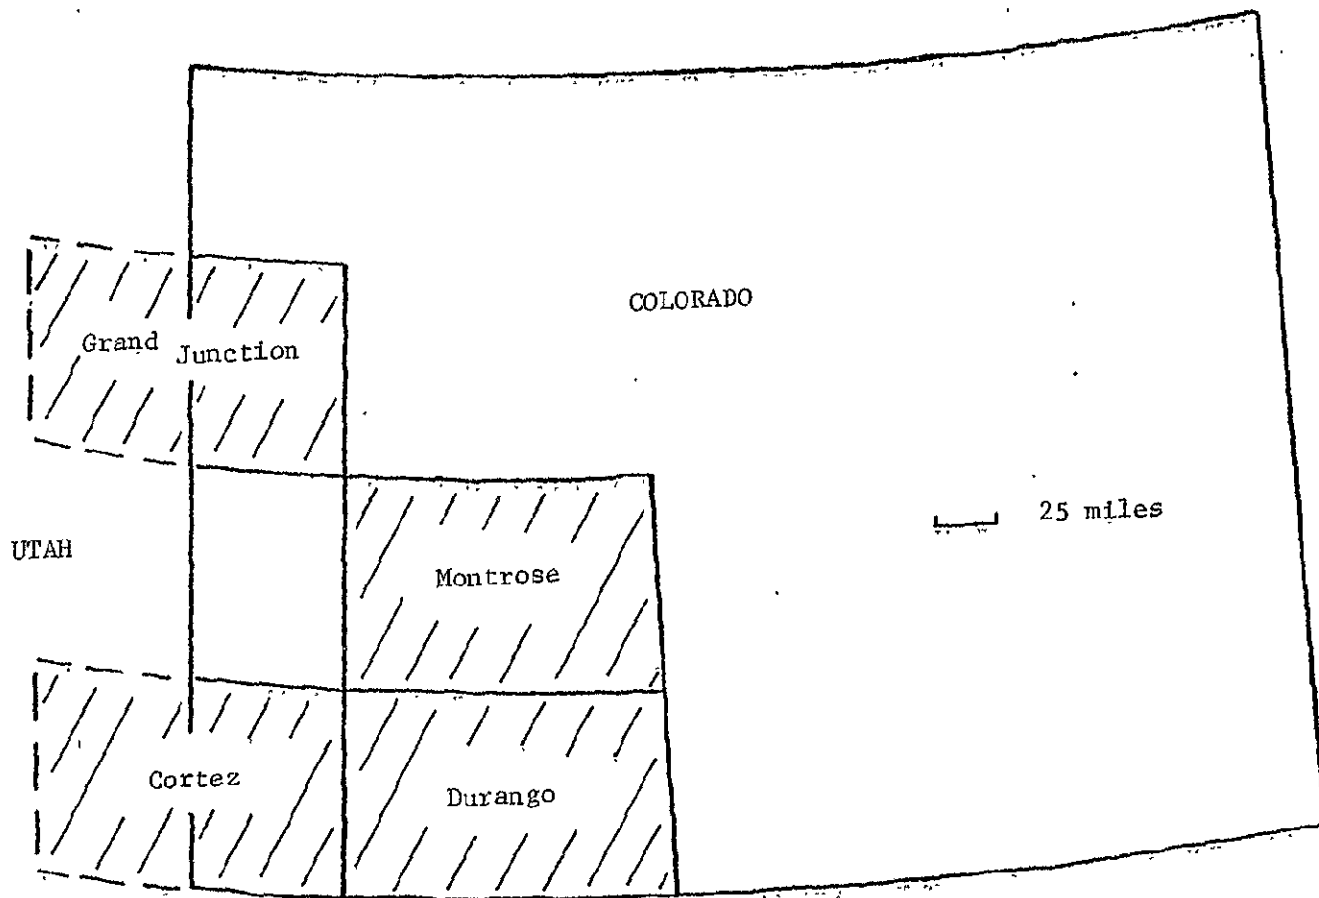 COLORADO
Grand Junction
25 miles
UTAH
Montrose
Cortez
Durango